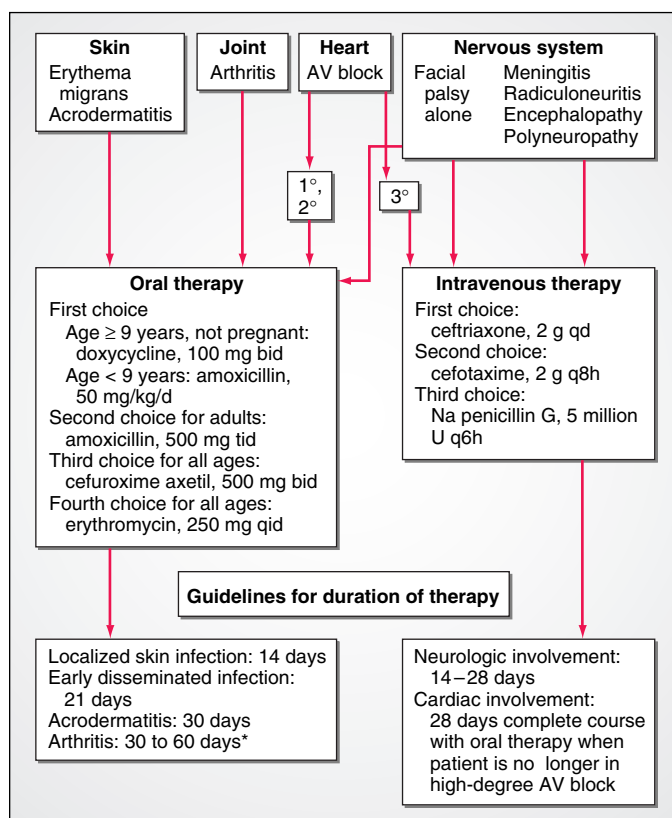 Skin
Erythema
migrans
Acrodermatitis
Joint
Arthritis
Heart
AV block
Nervous system
Facial
palsy
alone
Meningitis
Radiculoneuritis
Encephalopathy
Polyneuropathy
1°,
2°
3°
Oral therapy
First choice
Age ≥ 9 years, not pregnant:
doxycycline, 100 mg bid
Age < 9 years: amoxicillin,
50 mg/kg/d
Second choice for adults:
amoxicillin, 500 mg tid
Third choice for all ages:
cefuroxime axetil, 500 mg bid
Fourth choice for all ages:
erythromycin, 250 mg qid
Intravenous therapy
First choice:
ceftriaxone, 2 g qd
Second choice:
cefotaxime, 2 g q8h
Third choice:
Na penicillin G, 5 million
U q6h
Guidelines for duration of therapy
Localized skin infection: 14 days
Early disseminated infection:
21 days
Acrodermatitis: 30 days
Arthritis: 30 to 60 days*
Neurologic involvement:
14–28 days
Cardiac involvement:
28 days complete course
with oral therapy when
patient is no longer in
high-degree AV block